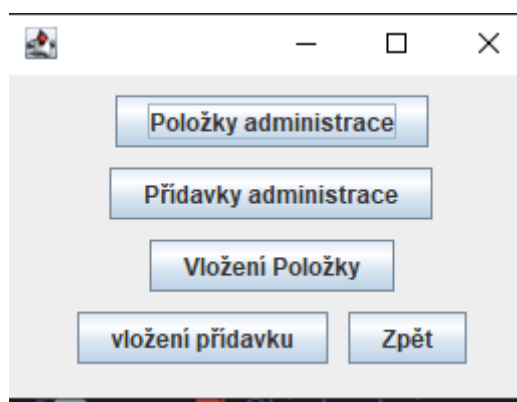 Položky administrace
Přídavky administrace
Vložení Položky
vložení přídavku Zpět